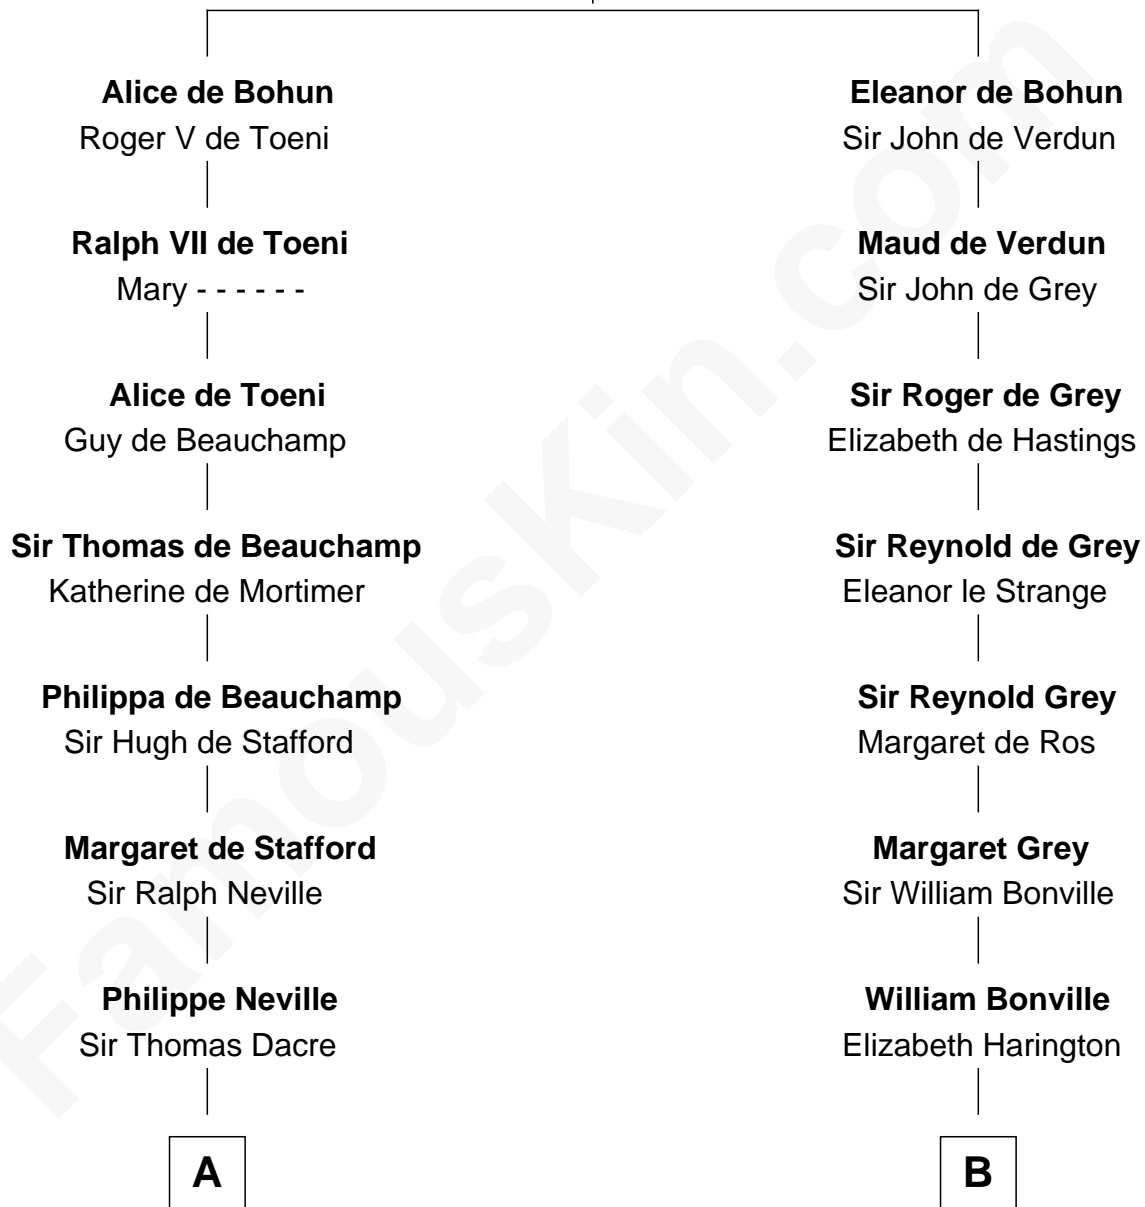 Alice de Bohun
Roger V de Toeni
Ralph VII de Toeni
Mary - - - - - -
Alice de Toeni
Guy de Beauchamp
Sir Thomas de Beauchamp
Katherine de Mortimer
Philippa de Beauchamp
Sir Hugh de Stafford
Margaret de Stafford
Sir Ralph Neville
Philippe Neville
Sir Thomas Dacre
A
Eleanor de Bohun
Sir John de Verdun
Maud de Verdun
Sir John de Grey
Sir Roger de Grey
Elizabeth de Hastings
Sir Reynold de Grey
Eleanor le Strange
Sir Reynold Grey
Margaret de Ros
Margaret Grey
Sir William Bonville
William Bonville
Elizabeth Harington
B
FamousKin.com